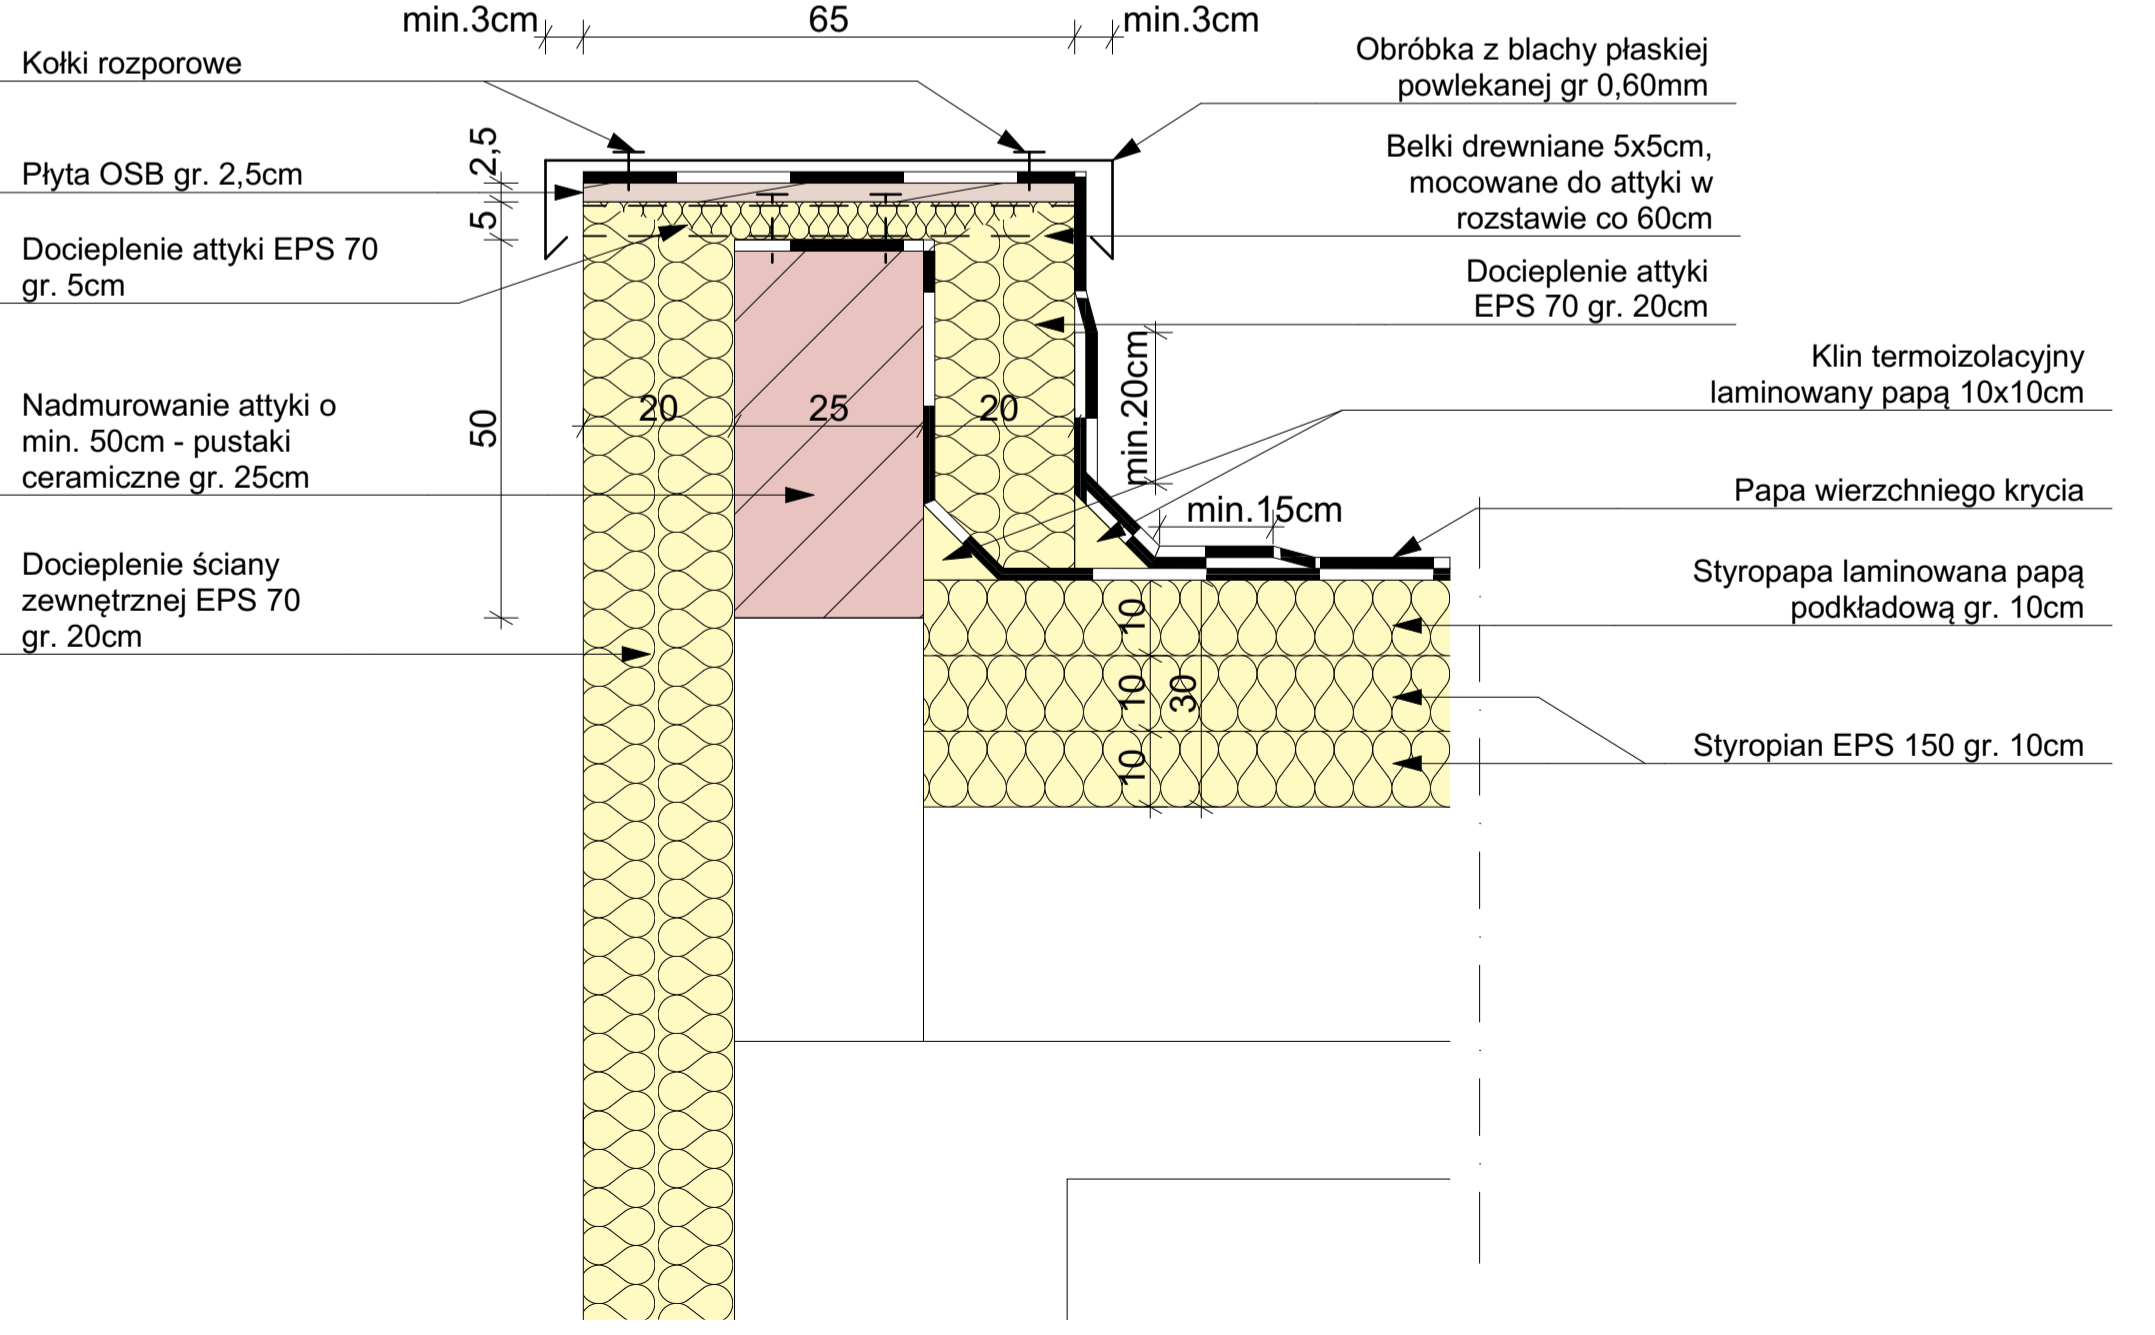 min.3cm
65
min.3cm
Kołki rozporowe
Płyta OSB gr. 2,5cm
Docieplenie attyki EPS 70
gr. 5cm
Nadmurowanie attyki o
min. 50cm - pustaki
ceramiczne gr. 25cm
Docieplenie ściany
zewnętrznej EPS 70
gr. 20cm
2,5
5
50
20
25
20
Obróbka z blachy płaskiej
powlekanej gr 0,60mm
Belki drewniane 5x5cm,
mocowane do attyki w
rozstawie co 60cm
Docieplenie attyki
EPS 70 gr. 20cm
Klin termoizolacyjny
laminowany papą 10x10cm
min.20cm
min.15cm
Papa wierzchniego krycia
Styropapa laminowana papą
podkładową gr. 10cm
Styropian EPS 150 gr. 10cm
10
10
10
30